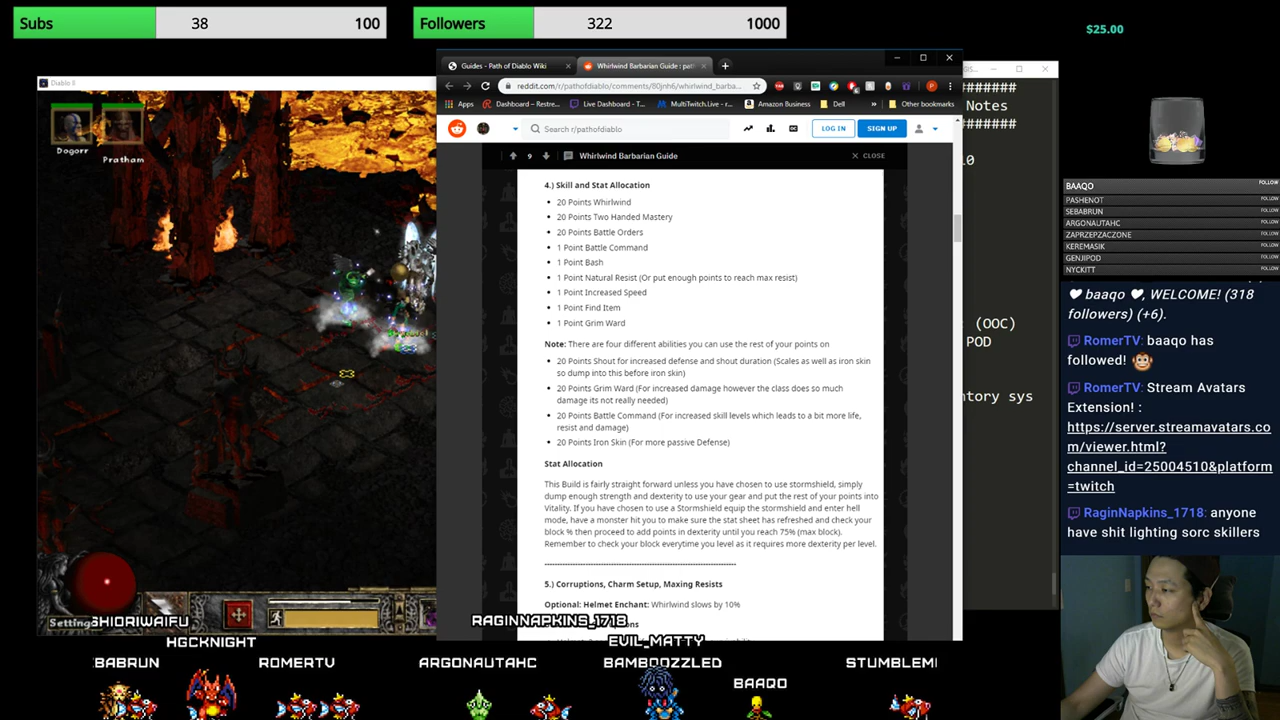 Subs 38 100
Followers 322 1000
$25.00
Diablo II
Guides - Path of Diablo Wiki
Whirlwind Barbarian Guide : path
reddit.com/r/pathofdiablo/comments/80jnh6/whirlwind_barba...
Apps
Dashboard – Restre...
Live Dashboard - T...
MultiTwitch.Live - r...
Amazon Business
Dell
»
Other bookmarks
Search r/pathofdiablo
LOG IN
SIGN UP
9
Whirlwind Barbarian Guide
CLOSE
Dogorr
Pratham
4.) Skill and Stat Allocation
20 Points Whirlwind
20 Points Two Handed Mastery
20 Points Battle Orders
1 Point Battle Command
1 Point Bash
1 Point Natural Resist (Or put enough points to reach max resist)
1 Point Increased Speed
1 Point Find Item
1 Point Grim Ward
Note: There are four different abilities you can use the rest of your points on
20 Points Shout for increased defense and shout duration (Scales as well as iron skin
so dump into this before iron skin)
20 Points Grim Ward (For increased damage however the class does so much
damage its not really needed)
20 Points Battle Command (For increased skill levels which leads to a bit more life,
resist and damage)
20 Points Iron Skin (For more passive Defense)
Stat Allocation
This Build is fairly straight forward unless you have chosen to use stormshield, simply
dump enough strength and dexterity to use your gear and put the rest of your points into
Vitality. If you have chosen to use a Stormshield equip the stormshield and enter hell
mode, have a monster hit you to make sure the stat sheet has refreshed and check your
block % then proceed to add points in dexterity until you reach 75% (max block).
Remember to check your block everytime you level as it requires more dexterity per level.
5.) Corruptions, Charm Setup, Maxing Resists
Optional: Helmet Enchant: Whirlwind slows by 10%
#######
Notes
#######
(OOC)
POD
ntory sys
BAAQO FOLLOW
PASHENOT FOLLOW
SEBABRUN FOLLOW
ARGONAUTAHC FOLLOW
ZAPRZEPZACZONE FOLLOW
KEREMASIK FOLLOW
GENJIPOD FOLLOW
NYCKITT FOLLOW
♥ baaqo ♥, WELCOME! (318
followers) (+6).
RomerTV: baaqo has
followed!
RomerTV: Stream Avatars
Extension! :
https://server.streamavatars.co
m/viewer.html?
channel_id=25004510&platform
=twitch
RaginNapkins_1718: anyone
have shit lighting sorc skillers
Setting
SHIORIWAIFU
RAGINNAPKINS_1718
HGCKNIGHT
EVIL_MATTY
EBABRUN
ROMERTV
ARGONAUTAHC
BAMBOOZZLED
STUMBLEM
BAAQO